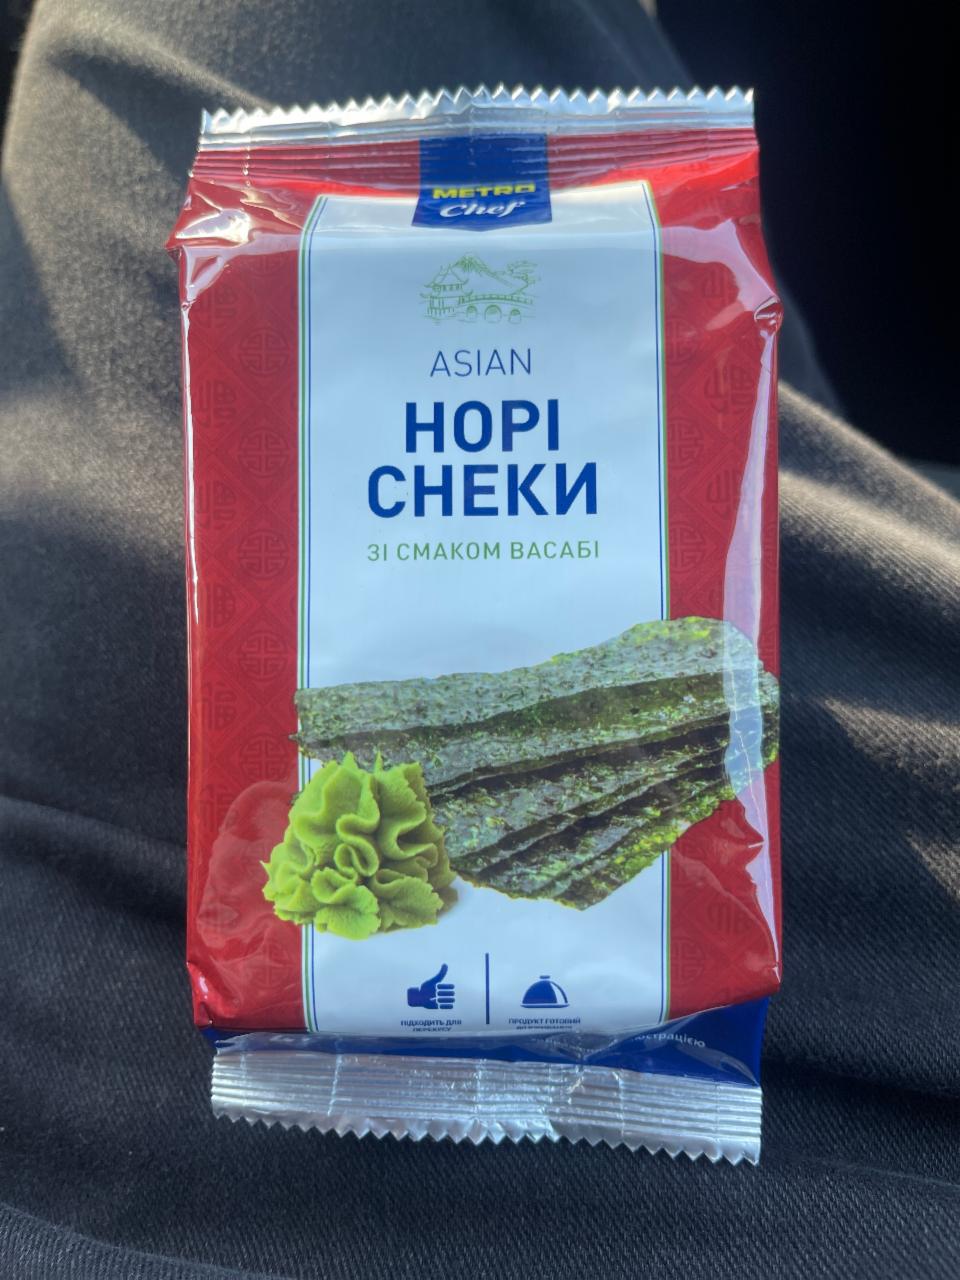 METRO
Chef
ASIAN
НОРІ
СНЕКИ
ЗІ СМАКОМ ВАСАБІ
ПІДХОДИТЬ ДЛЯ
ПЕРЕКУСУ
ПРОДУКТ ГОТОВИЙ